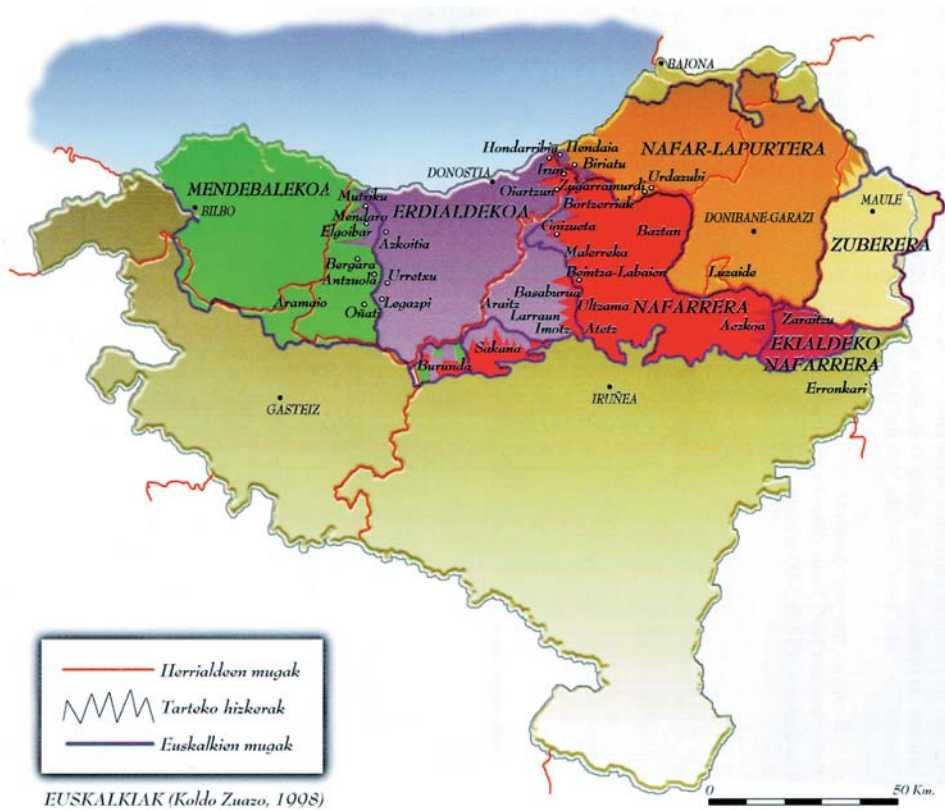 BAIONA
Hondarribia
Hendaia
Biriatu
NAFAR-LAPURTERA
Irun
DONOSTIA
Zugarramurdi
Urdazubi
Oiartzun
MENDEBALEKOA
MAULE
Mutriku
ERDIALDEKOA
Bortzerriak
BILBO
Mendaro
DONIBANE-GARAZI
Elgoibar
Goizueta
Baztan
Azkoitia
ZUBERERA
Malerreka
Bergara
Beintza-Labaien
Luzaide
Antzuola
Urretxu
Basaburua
Aramaio
Legazpi
Araitz
Ultzama
NAFARRERA
Oñati
Larraun
Zaraitzu
Imotz
Atetz
Aezkoa
Sakana
EKIALDEKO
NAFARRERA
Burunda
Erronkari
GASTEIZ
IRUÑEA
Herrialdeen mugak
Tarteko hizkerak
Euskalkien mugak
EUSKALKIAK (Koldo Zuazo, 1998)
0 50 Km.